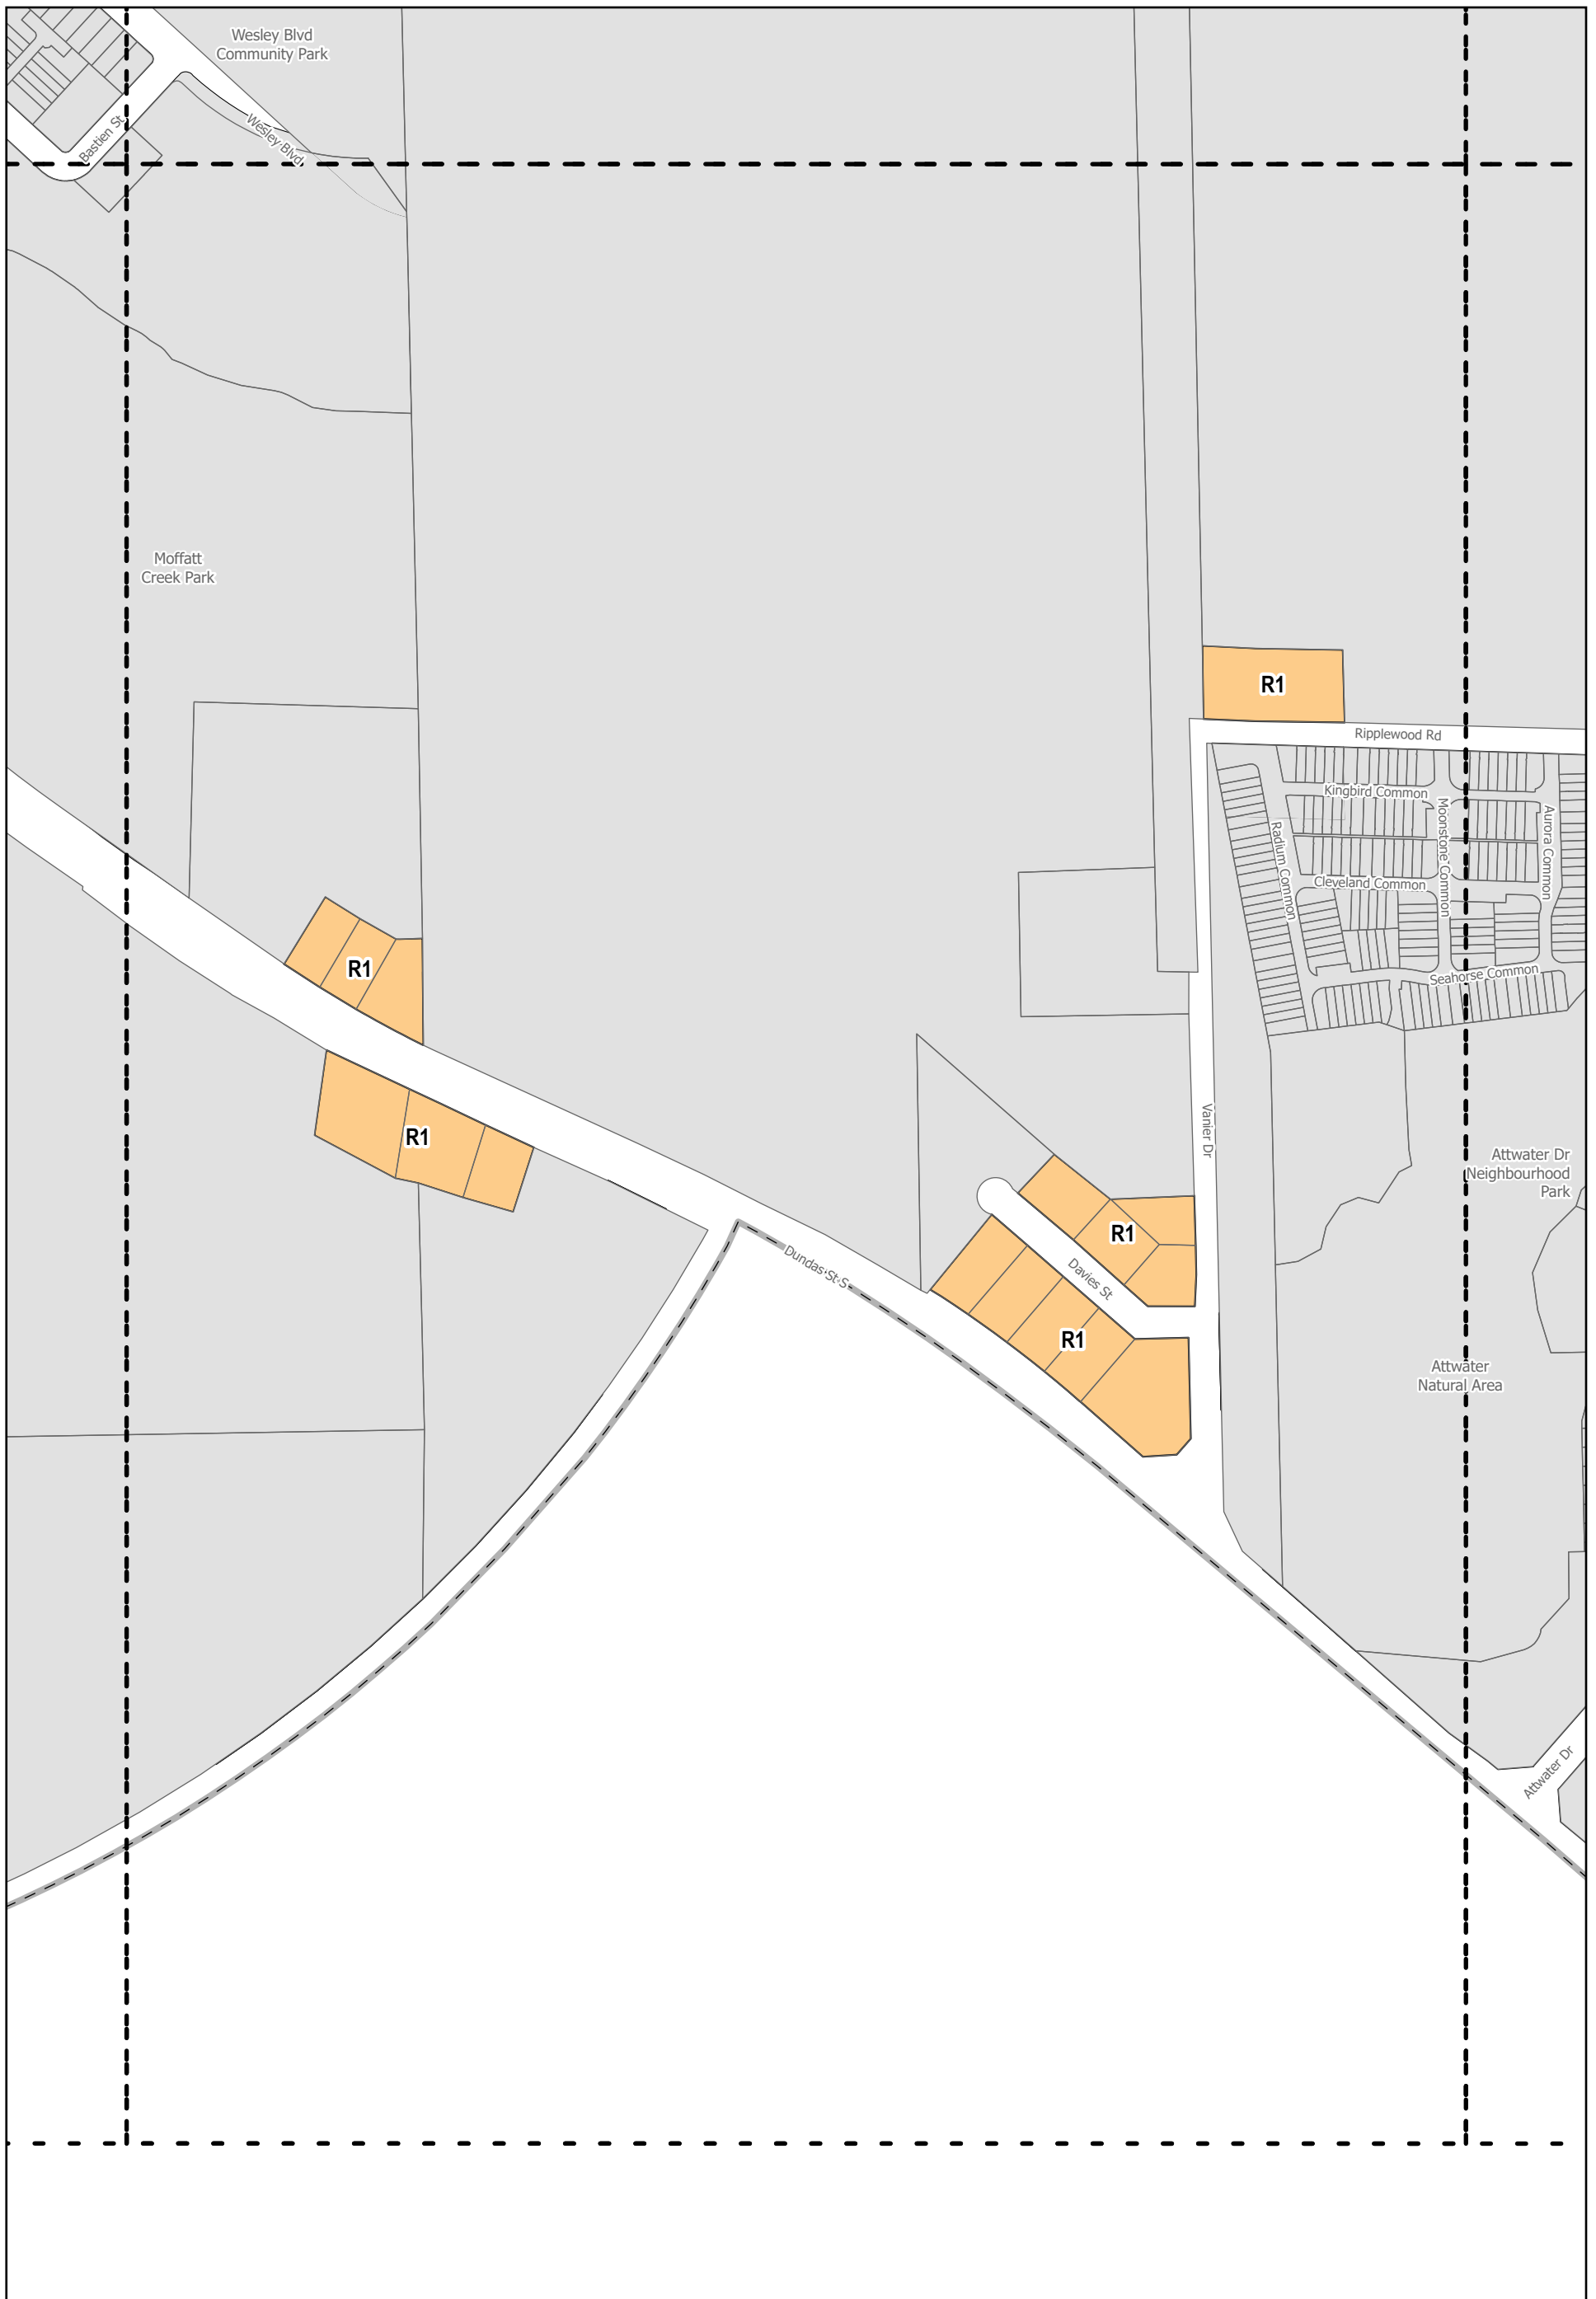 Wesley Blvd
Community Park
Bastien St
Wesley Blvd
Moffatt
Creek Park
R1
Ripplewood Rd
Kingbird Common
Moonstone Common
Aurora Common
Radium Common
Cleveland Common
R1
Seahorse Common
R1
Vanier Dr
Attwater Dr
Neighbourhood
Park
R1
Dundas St S
Davies St
R1
Attwater
Natural Area
Attwater Dr